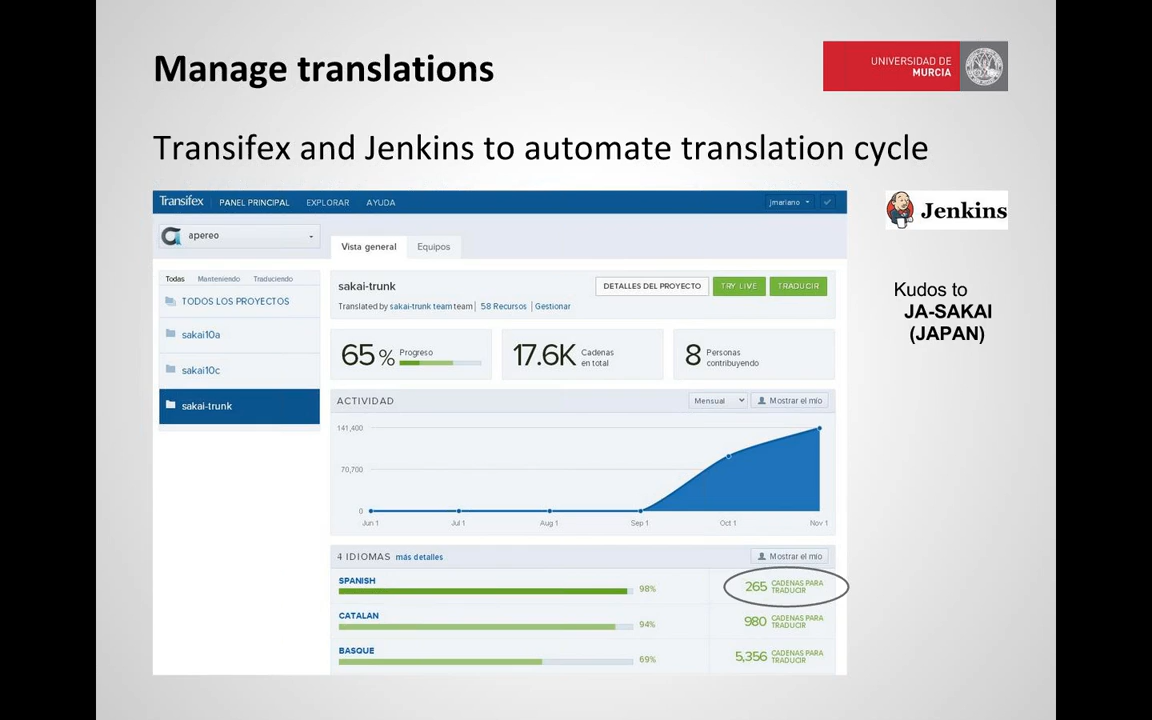 Manage translations
UNIVERSIDAD DE
MURCIA
Transifex and Jenkins to automate translation cycle
Transifex PANEL PRINCIPAL EXPLORAR AYUDA jmariano
Jenkins
apereo
Vista general Equipos
Todas Manteniendo Traduciendo
TODOS LOS PROYECTOS
sakai10a
sakai10c
sakai-trunk
sakai-trunk
DETALLES DEL PROYECTO TRY LIVE TRADUCIR
Translated by sakai-trunk team team | 58 Recursos | Gestionar
65 % Progreso
17.6K Cadenas
en total
8 Personas
contribuyendo
ACTIVIDAD Mensual Mostrar el mío
141,400
70,700
0
Jun 1 Jul 1 Aug 1 Sep 1 Oct 1 Nov 1
4 IDIOMAS más detalles Mostrar el mío
SPANISH
98%
265 CADENAS PARA
TRADUCIR
CATALAN
94%
980 CADENAS PARA
TRADUCIR
BASQUE
69%
5,356 CADENAS PARA
TRADUCIR
Kudos to
JA-SAKAI
(JAPAN)